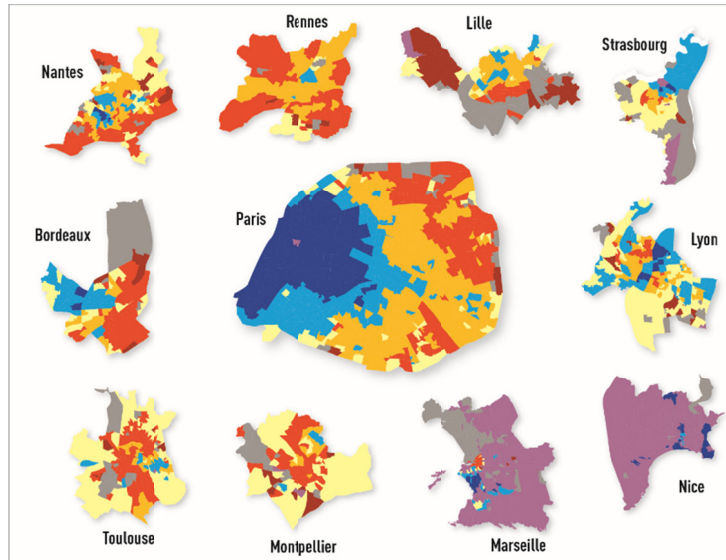 Nantes
Rennes
Lille
Strasbourg
Bordeaux
Paris
Lyon
Toulouse
Montpellier
Marseille
Nice